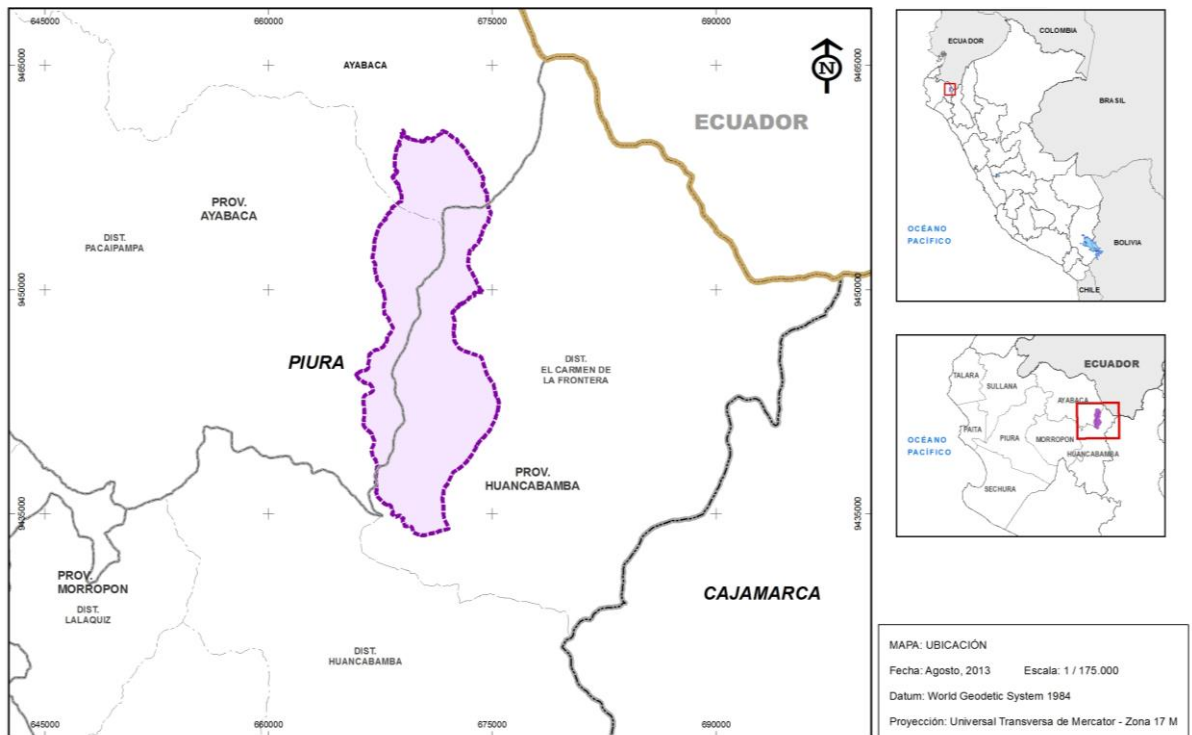 645000
660000
675000
690000
9465000
9465000
AYABACA
N
ECUADOR
PROV.
AYABACA
DIST.
PACAIPAMPA
9450000
9450000
PIURA
DIST.
EL CARMEN DE
LA FRONTERA
PROV.
HUANCABAMBA
9435000
9435000
PROV.
MORROPON
DIST.
LALAQUIZ
CAJAMARCA
DIST.
HUANCABAMBA
645000
660000
675000
690000
COLOMBIA
ECUADOR
BRASIL
OCÉANO
PACÍFICO
BOLIVIA
CHILE
ECUADOR
TALARA
SULLANA
AYABACA
PAITA
PIURA
MORROPON
OCÉANO
PACÍFICO
HUANCABAMBA
SECHURA
MAPA: UBICACIÓN
Fecha: Agosto, 2013 Escala: 1 / 175.000
Datum: World Geodetic System 1984
Proyección: Universal Transversa de Mercator - Zona 17 M